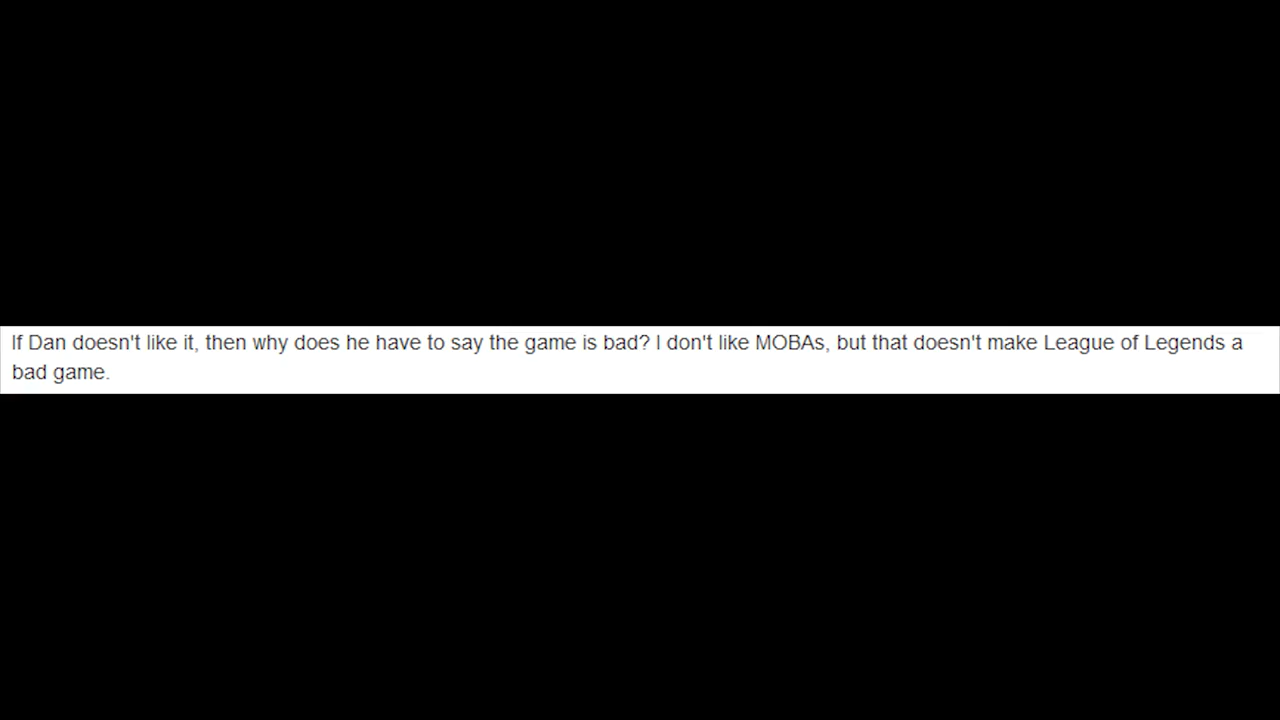 If Dan doesn't like it, then why does he have to say the game is bad? I don't like MOBAs, but that doesn't make League of Legends a
bad game.